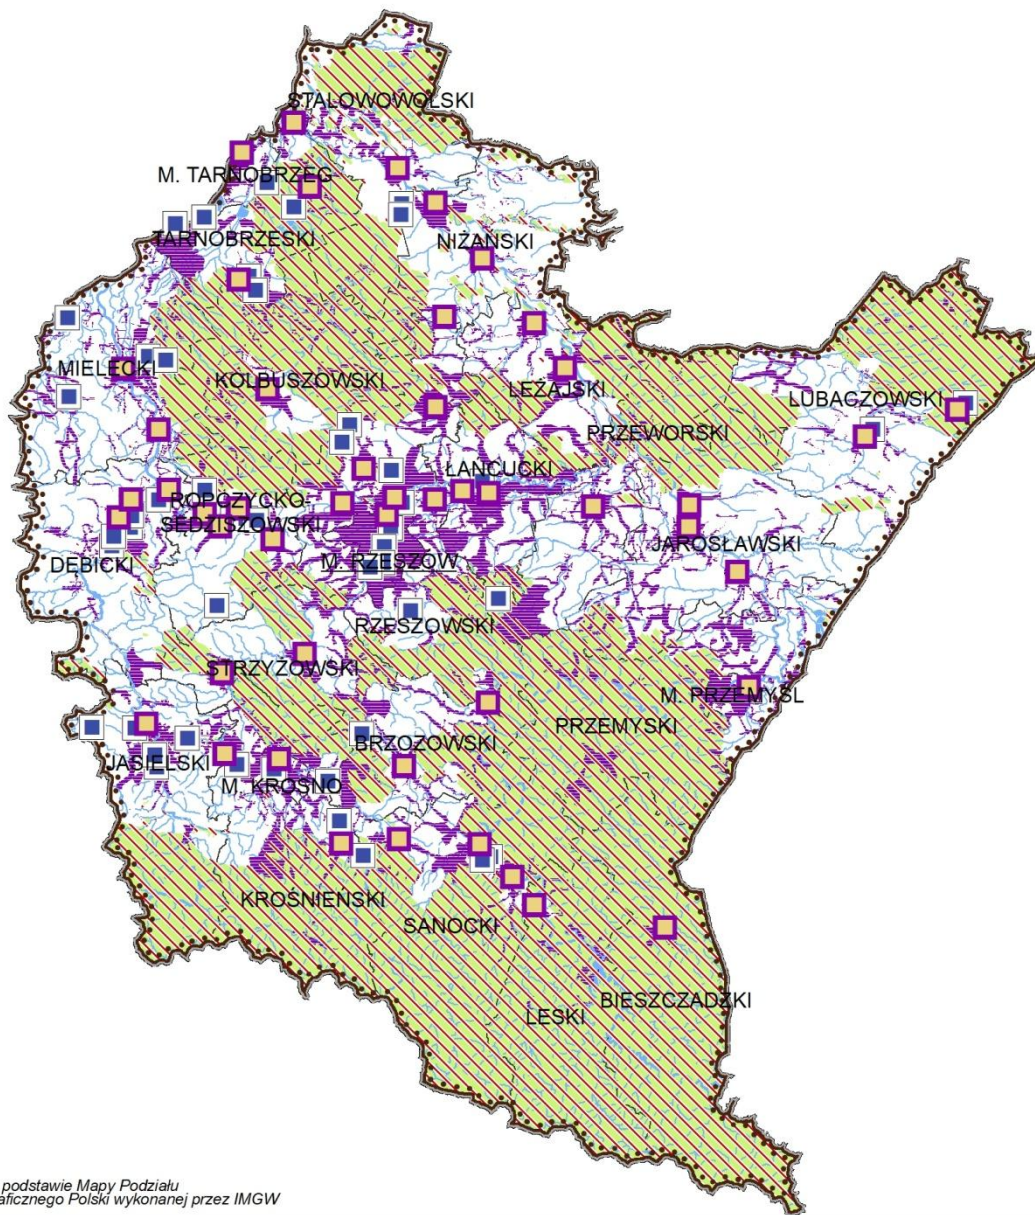 STALOWOWOLSKI
M. TARNOBRZEG
TARNOBRZESKI
NIŻAŃSKI
MIELECKI
KOLBUSZOWSKI
LEŻAJSKI
LUBACZOWSKI
PRZEWORSKI
ŁAŃCUCKI
ROPCZYCKO-
SĘDZISZOWSKI
JAROSŁAWSKI
DĘBICKI
M. RZESZÓW
RZESZOWSKI
STRZYŻOWSKI
M. PRZEMYŚL
PRZEMYSKI
BRZOZOWSKI
JASIELSKI
M. KROSNO
KROŚNIEŃSKI
SANOCKI
BIESZCZADZKI
LESKI
podstawie Mapy Podziału
aficznego Polski wykonanej przez IMGW